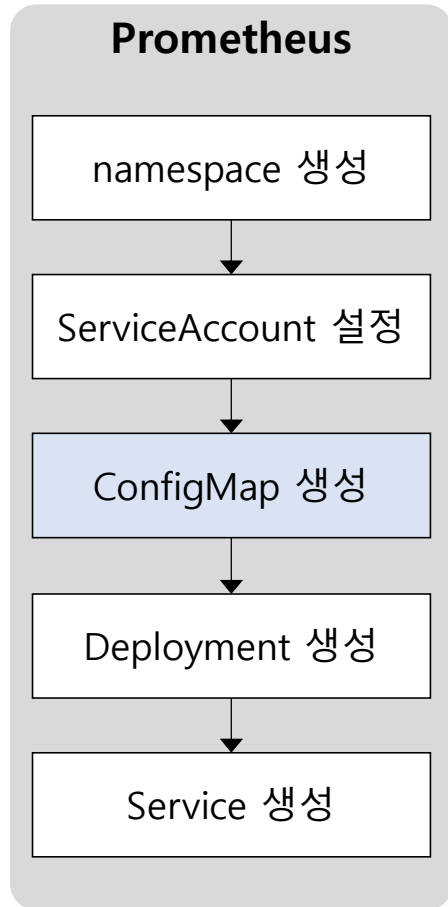 Prometheus
namespace 생성
ServiceAccount 설정
ConfigMap 생성
Deployment 생성
Service 생성